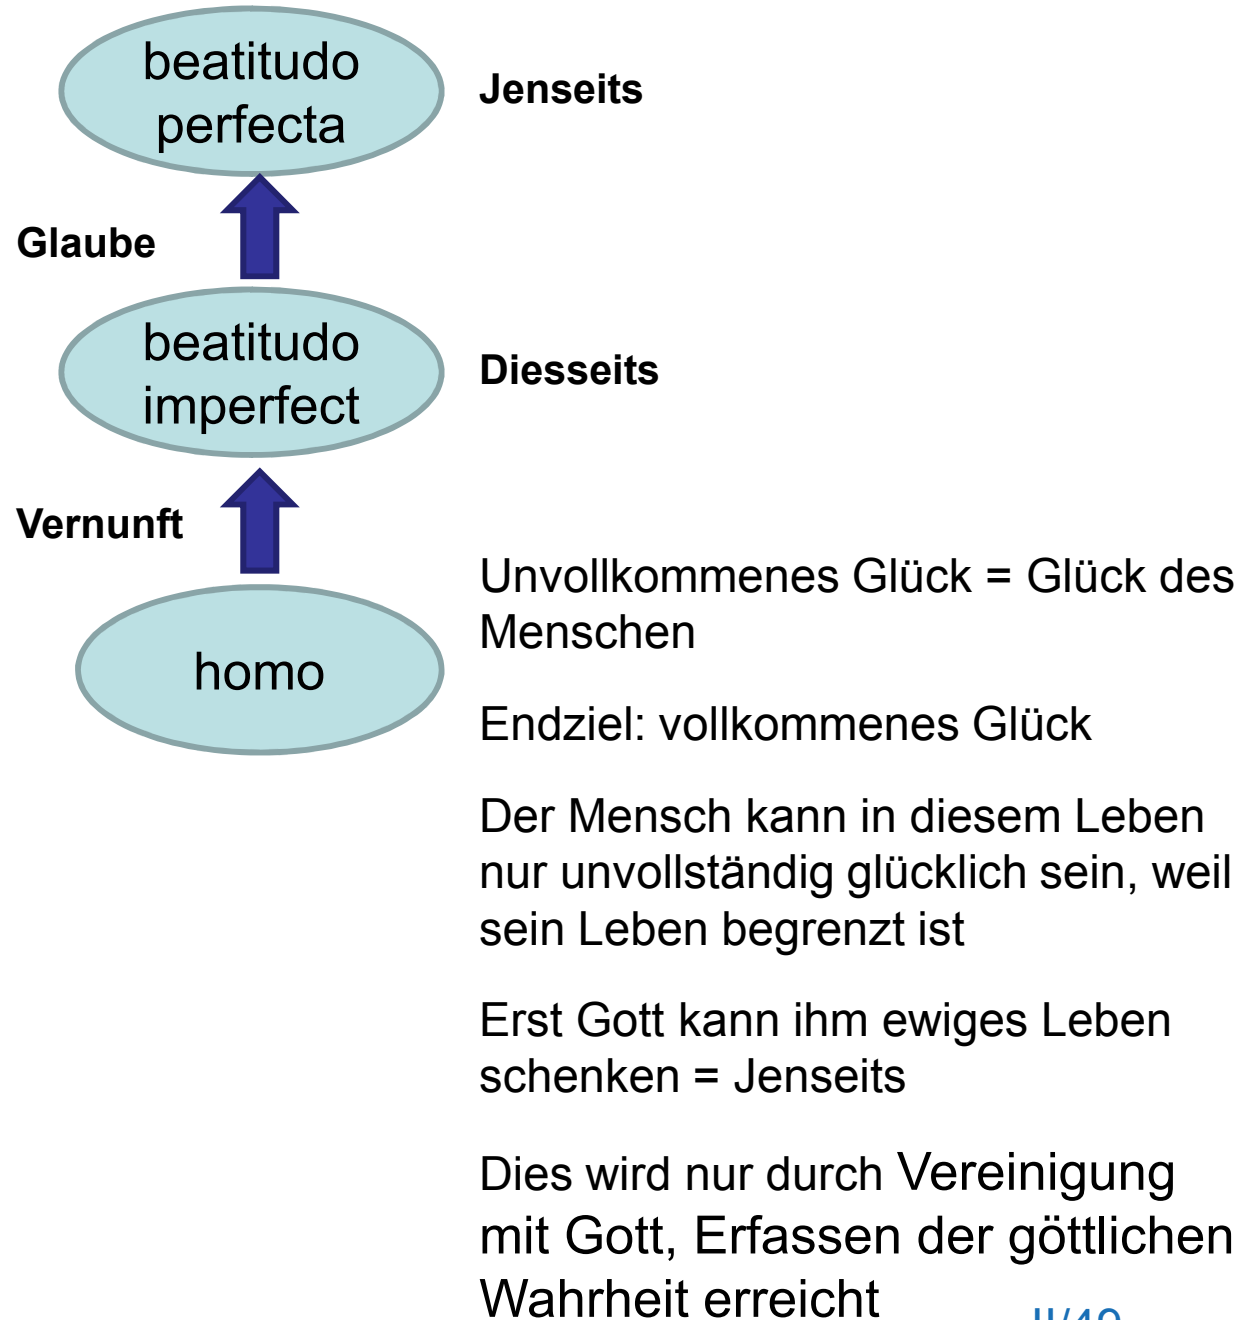 beatitudo
perfecta
Jenseits
Glaube
beatitudo
imperfect
Diesseits
Vernunft
homo
Unvollkommenes Glück = Glück des
Menschen
Endziel: vollkommenes Glück
Der Mensch kann in diesem Leben
nur unvollständig glücklich sein, weil
sein Leben begrenzt ist
Erst Gott kann ihm ewiges Leben
schenken = Jenseits
Dies wird nur durch Vereinigung
mit Gott, Erfassen der göttlichen
Wahrheit erreicht